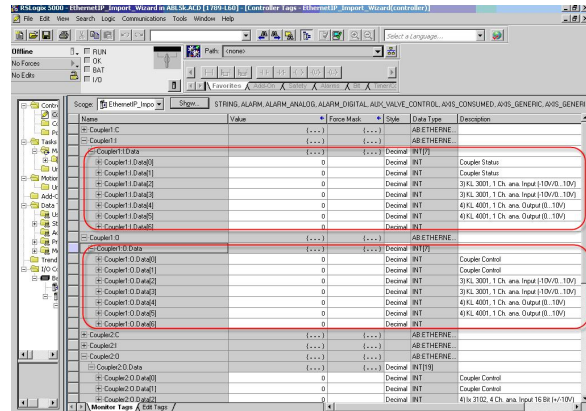 RSLogix 5000 - EthernetIP_Import_Wizard in ABLSk.ACD [1789-L60] - [Controller Tags - EthernetIP_Import_Wizard(controller)]
File Edit View Search Logic Communications Tools Window Help
Select a Language...
Offline RUN Path: <none>
No Forces OK
No Edits BAT
I/O
Favorites Add-On Safety Alarms Bit Timer/C
Scope: EthernetIP_Impo Show... STRING, ALARM, ALARM_ANALOG, ALARM_DIGITAL, AUX_VALVE_CONTROL, AXIS_CONSUMED, AXIS_GENERIC, AXIS_GENERI
Name Value Force Mask Style Data Type Description
Coupler1:C {...} {...} AB:ETHERNE...
Coupler1:I {...} {...} AB:ETHERNE...
Coupler1:I.Data {...} {...} Decimal INT[7]
Coupler1:I.Data[0] 0 Decimal INT Coupler Status
Coupler1:I.Data[1] 0 Decimal INT Coupler Status
Coupler1:I.Data[2] 0 Decimal INT 3) KL 3001, 1 Ch. ana. Input (-10V/0...10V)
Coupler1:I.Data[3] 0 Decimal INT 3) KL 3001, 1 Ch. ana. Input (-10V/0...10V)
Coupler1:I.Data[4] 0 Decimal INT 4) KL 4001, 1 Ch. ana. Output (0...10V)
Coupler1:I.Data[5] 0 Decimal INT 4) KL 4001, 1 Ch. ana. Output (0...10V)
Coupler1:I.Data[6] 0 Decimal INT
Coupler1:O {...} {...} AB:ETHERNE...
Coupler1:O.Data {...} {...} Decimal INT[7]
Coupler1:O.Data[0] 0 Decimal INT Coupler Control
Coupler1:O.Data[1] 0 Decimal INT Coupler Control
Coupler1:O.Data[2] 0 Decimal INT 3) KL 3001, 1 Ch. ana. Input (-10V/0...10V)
Coupler1:O.Data[3] 0 Decimal INT 3) KL 3001, 1 Ch. ana. Input (-10V/0...10V)
Coupler1:O.Data[4] 0 Decimal INT 4) KL 4001, 1 Ch. ana. Output (0...10V)
Coupler1:O.Data[5] 0 Decimal INT 4) KL 4001, 1 Ch. ana. Output (0...10V)
Coupler1:O.Data[6] 0 Decimal INT
Coupler2:C {...} {...} AB:ETHERNE...
Coupler2:I {...} {...} AB:ETHERNE...
Coupler2:O {...} {...} AB:ETHERNE...
Coupler2:O.Data {...} {...} Decimal INT[19]
Coupler2:O.Data[0] 0 Decimal INT Coupler Control
Coupler2:O.Data[1] 0 Decimal INT Coupler Control
Coupler2:O.Data[2] 0 Decimal INT 4) Ix 3102, 4 Ch. ana. Input 16 Bit (+/-10V)
Monitor Tags Edit Tags
Contro
Tasks
Motion
Add-O
Data
Trend
I/O Co